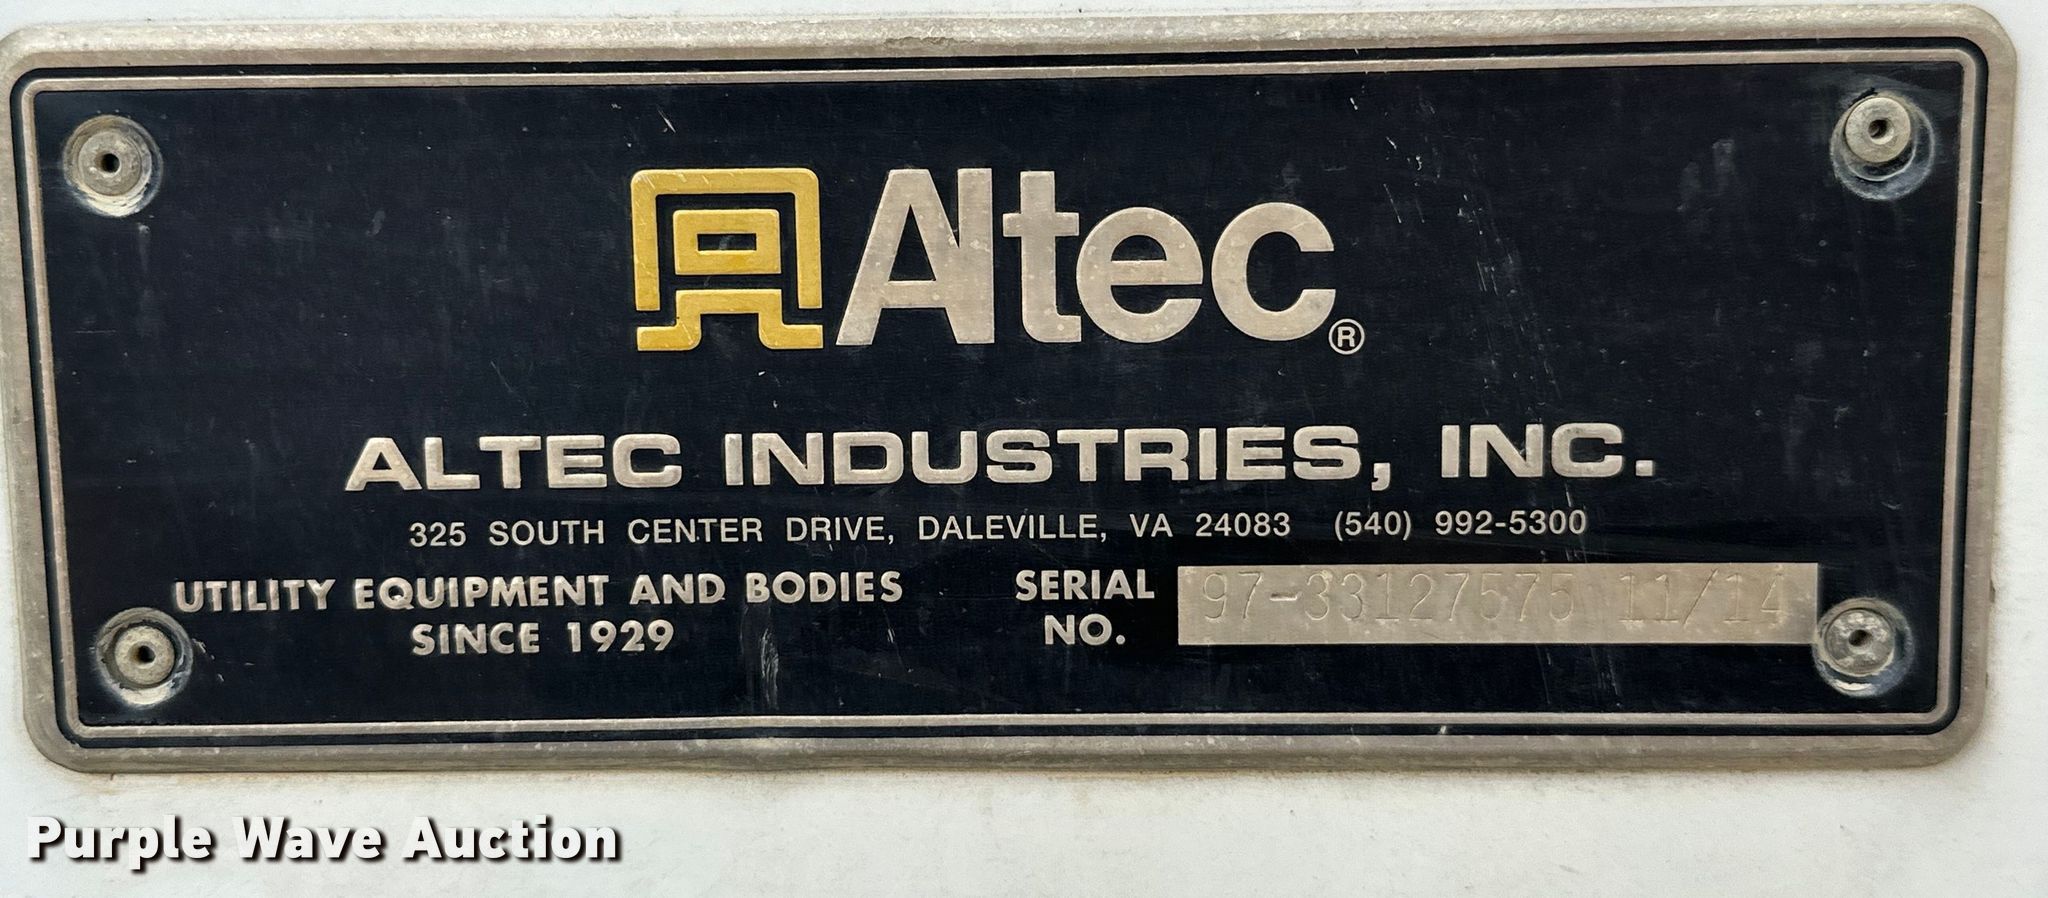 Altec®
ALTEC INDUSTRIES, INC.
325 SOUTH CENTER DRIVE, DALEVILLE, VA 24083 (540) 992-5300
UTILITY EQUIPMENT AND BODIES
SINCE 1929
SERIAL
NO.
97-33127575 11/14
Purple Wave Auction